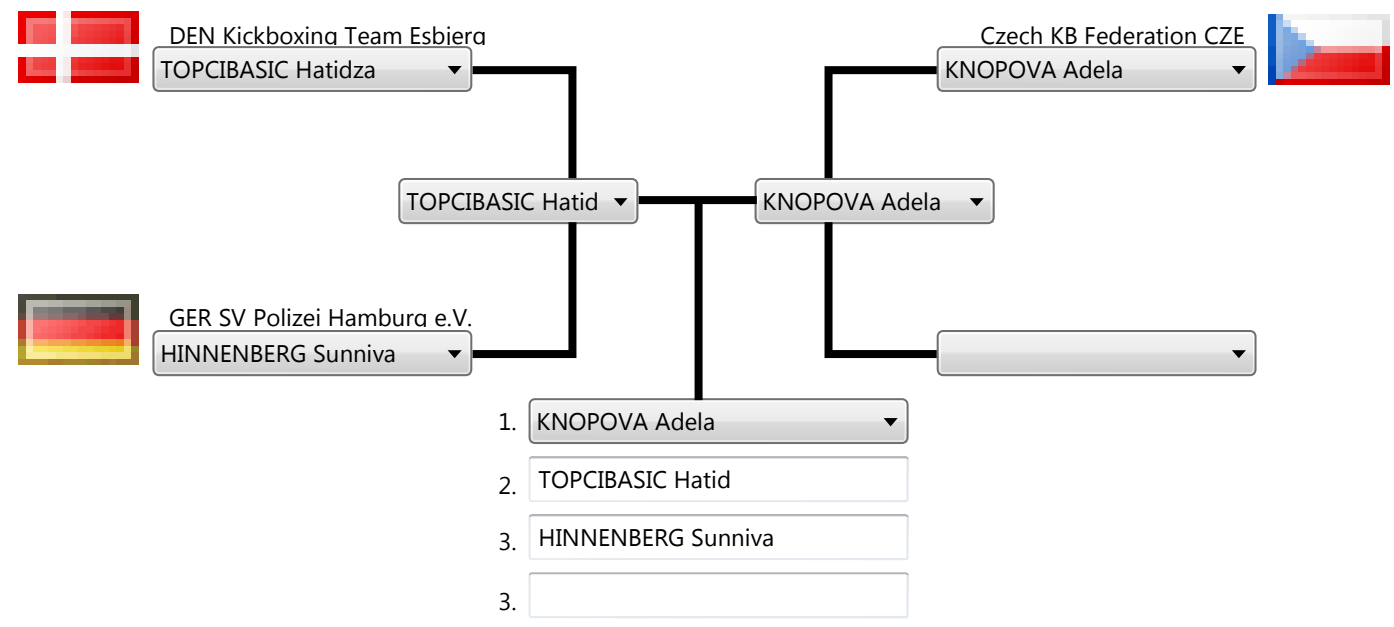 DEN Kickboxing Team Esbjerg
Czech KB Federation CZE
TOPCIBASIC Hatidza
KNOPOVA Adela
TOPCIBASIC Hatid
KNOPOVA Adela
GER SV Polizei Hamburg e.V.
HINNENBERG Sunniva
1. KNOPOVA Adela
2. TOPCIBASIC Hatid
3. HINNENBERG Sunniva
3.